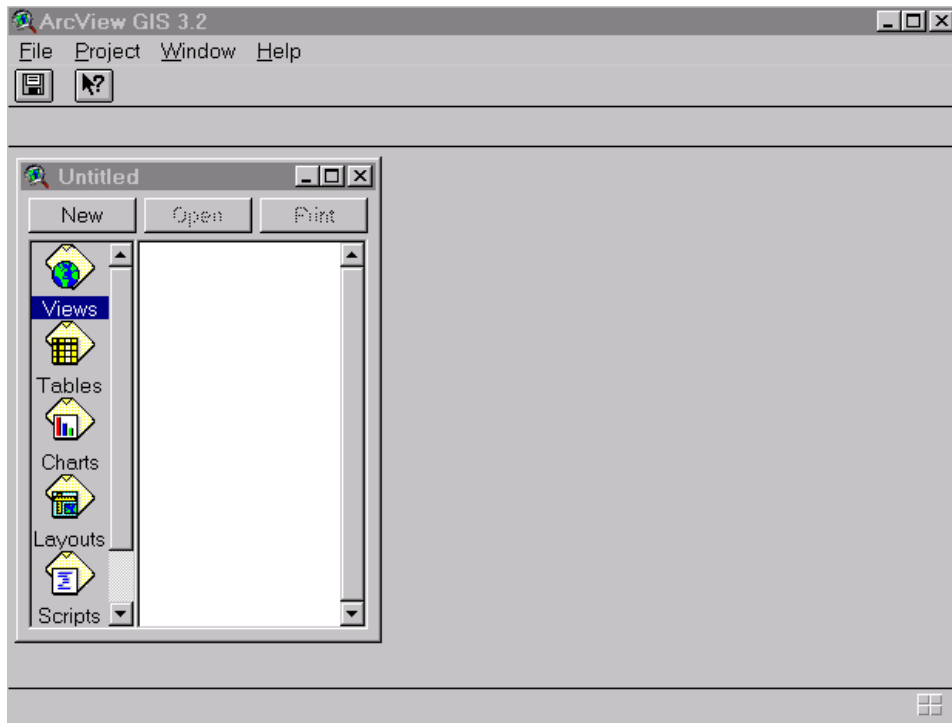 ArcView GIS 3.2
File Project Window Help
Untitled
New Open Print
Views
Tables
Charts
Layouts
Scripts